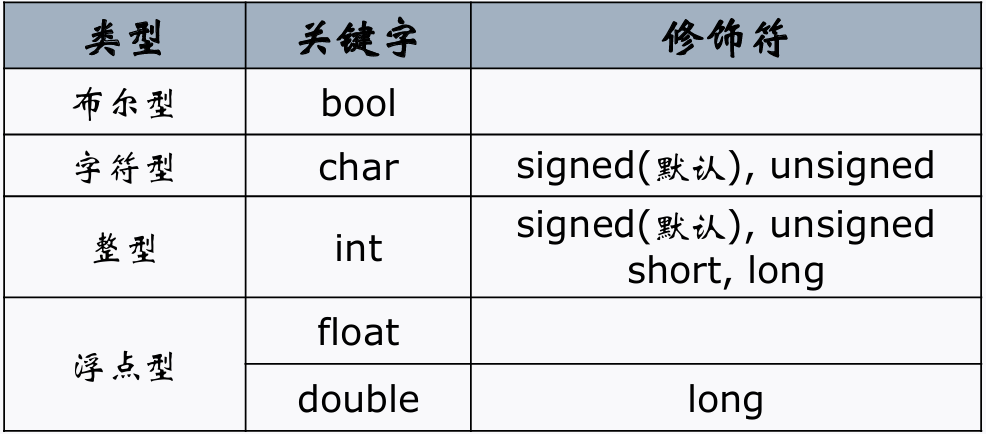 类型 关键字 修饰符
布尔型 bool
字符型 char signed(默认), unsigned
整型 int signed(默认), unsigned
short, long
浮点型 float
double long